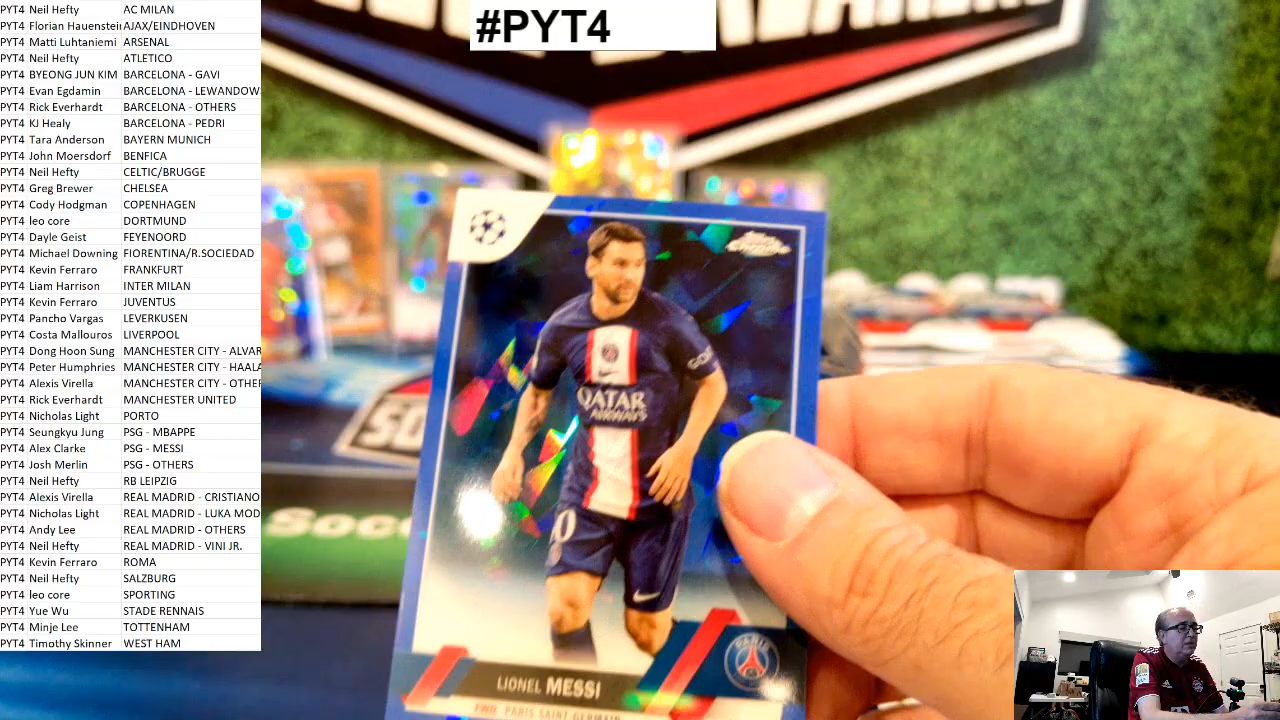 #PYT4
PYT4 Neil Hefty AC MILAN
PYT4 Florian Hauenstein AJAX/EINDHOVEN
PYT4 Matti Luhtaniemi ARSENAL
PYT4 Neil Hefty ATLETICO
PYT4 BYEONG JUN KIM BARCELONA - GAVI
PYT4 Evan Egdamin BARCELONA - LEWANDOW
PYT4 Rick Everhardt BARCELONA - OTHERS
PYT4 KJ Healy BARCELONA - PEDRI
PYT4 Tara Anderson BAYERN MUNICH
PYT4 John Moersdorf BENFICA
PYT4 Neil Hefty CELTIC/BRUGGE
PYT4 Greg Brewer CHELSEA
PYT4 Cody Hodgman COPENHAGEN
PYT4 leo core DORTMUND
PYT4 Dayle Geist FEYENOORD
PYT4 Michael Downing FIORENTINA/R.SOCIEDAD
PYT4 Kevin Ferraro FRANKFURT
PYT4 Liam Harrison INTER MILAN
PYT4 Kevin Ferraro JUVENTUS
PYT4 Pancho Vargas LEVERKUSEN
PYT4 Costa Mallouros LIVERPOOL
PYT4 Dong Hoon Sung MANCHESTER CITY - ALVAR
PYT4 Peter Humphries MANCHESTER CITY - HAALA
PYT4 Alexis Virella MANCHESTER CITY - OTHE
PYT4 Rick Everhardt MANCHESTER UNITED
PYT4 Nicholas Light PORTO
PYT4 Seungkyu Jung PSG - MBAPPE
PYT4 Alex Clarke PSG - MESSI
PYT4 Josh Merlin PSG - OTHERS
PYT4 Neil Hefty RB LEIPZIG
PYT4 Alexis Virella REAL MADRID - CRISTIANO
PYT4 Nicholas Light REAL MADRID - LUKA MOD
PYT4 Andy Lee REAL MADRID - OTHERS
PYT4 Neil Hefty REAL MADRID - VINI JR.
PYT4 Kevin Ferraro ROMA
PYT4 Neil Hefty SALZBURG
PYT4 leo core SPORTING
PYT4 Yue Wu STADE RENNAIS
PYT4 Minje Lee TOTTENHAM
PYT4 Timothy Skinner WEST HAM
Topps
Chrome
QATAR
AIRWAYS
PARIS
LIONEL MESSI
FWD PARIS SAINT-GERMAIN